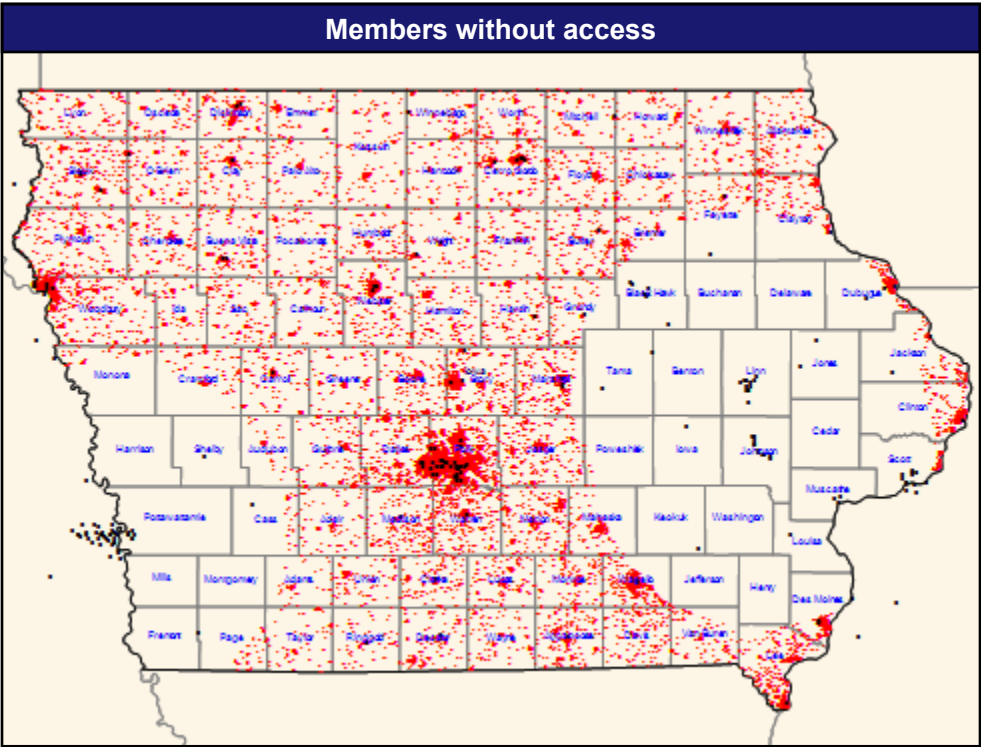 Members without access
Lyon Osceola Dickinson Emmet Winnebago Worth Mitchell Howard Winneshiek Allamakee
Kossuth
Sioux O'Brien Clay Palo Alto Hancock Cerro Gordo Floyd Chickasaw
Fayette Clayton
Plymouth Cherokee Buena Vista Pocahontas Humboldt Wright Franklin Butler Bremer
Woodbury Ida Sac Calhoun Webster Hamilton Hardin Grundy Black Hawk Buchanan Delaware Dubuque
Monona Crawford Carroll Greene Boone Story Marshall Tama Benton Linn Jones Jackson
Clinton
Harrison Shelby Audubon Guthrie Dallas Jasper Poweshiek Iowa Johnson Cedar
Scott
Muscatine
Pottawattamie Cass Adair Madison Warren Marion Mahaska Keokuk Washington
Louisa
Mills Montgomery Adams Union Clarke Lucas Monroe Wapello Jefferson Henry
Des Moines
Fremont Page Taylor Ringgold Decatur Wayne Appanoose Davis Van Buren
Lee